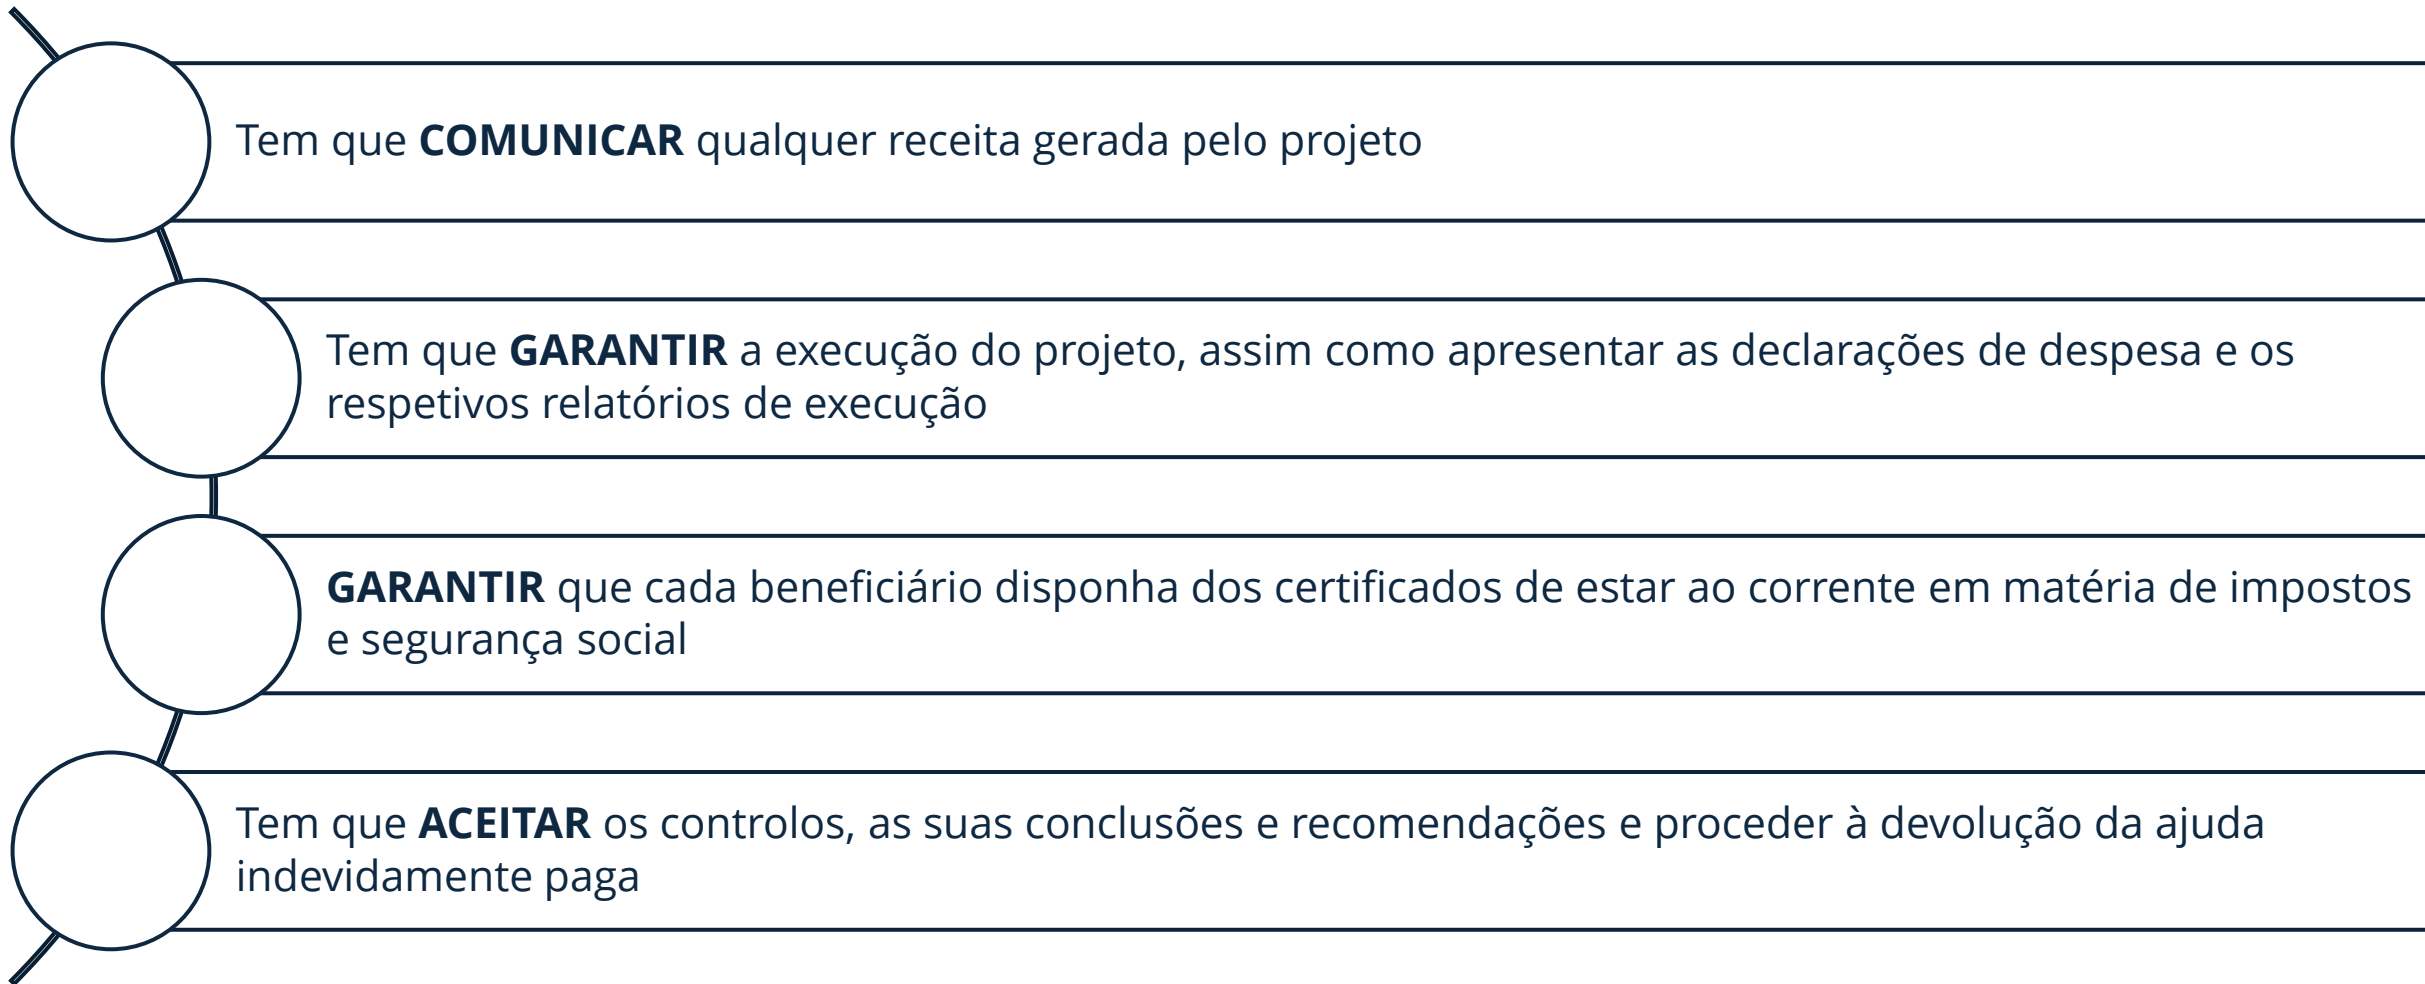 Tem que COMUNICAR qualquer receita gerada pelo projeto
Tem que GARANTIR a execução do projeto, assim como apresentar as declarações de despesa e os
respetivos relatórios de execução
GARANTIR que cada beneficiário disponha dos certificados de estar ao corrente em matéria de impostos
e segurança social
Tem que ACEITAR os controlos, as suas conclusões e recomendações e proceder à devolução da ajuda
indevidamente paga